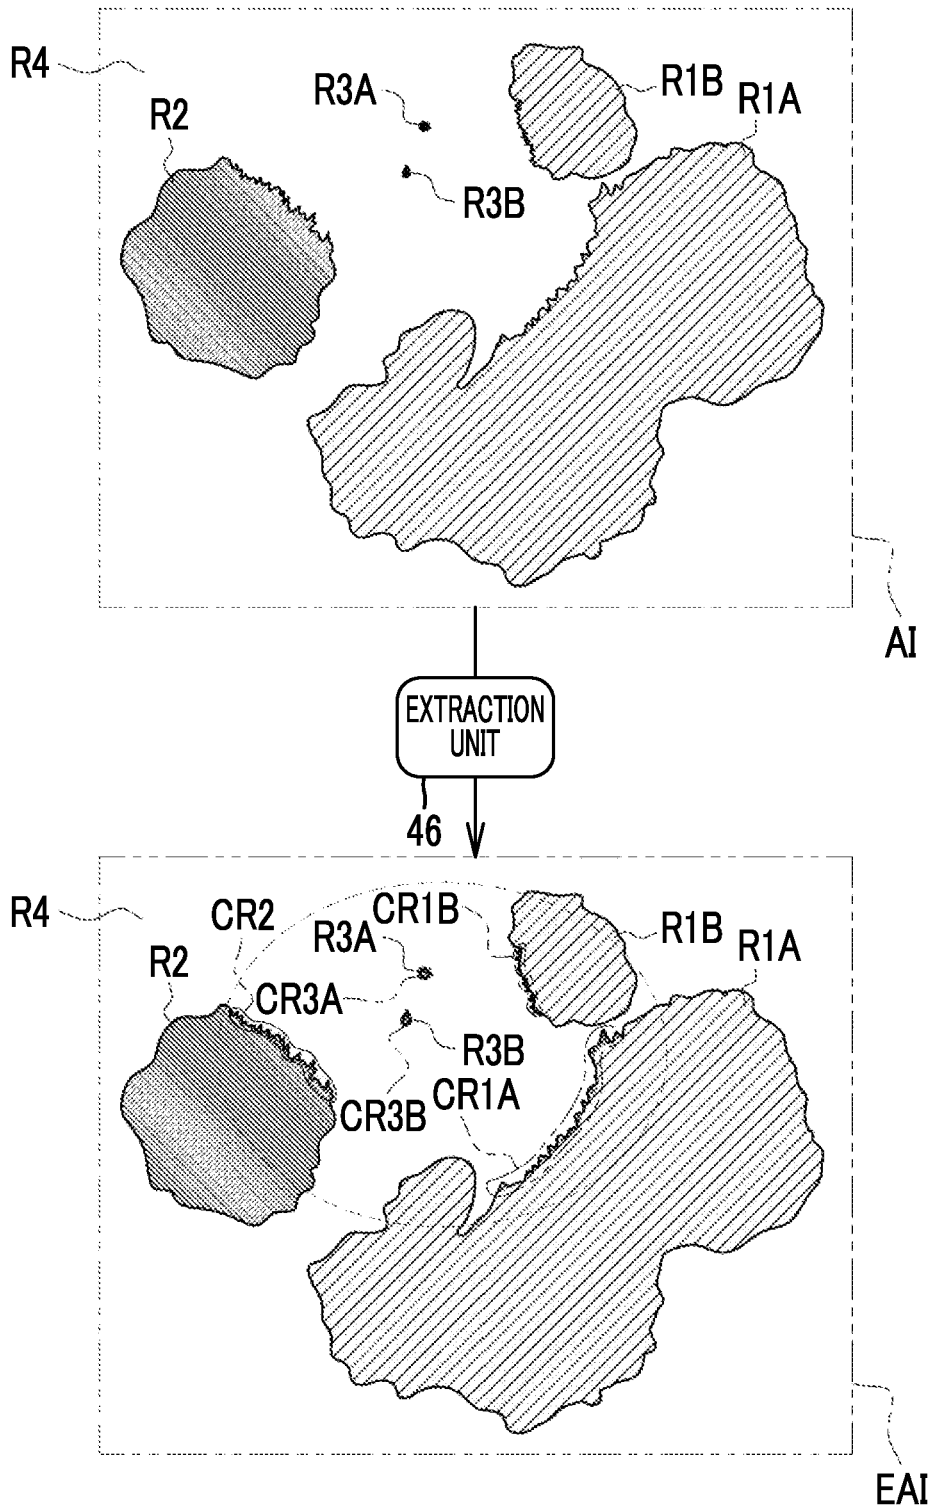 R4
R3A
R1B
R1A
R2
R3B
AI
EXTRACTION
UNIT
46
R4
CR2
CR1B
R3A
R1B
R1A
R2
CR3A
R3B
CR1A
CR3B
EAI